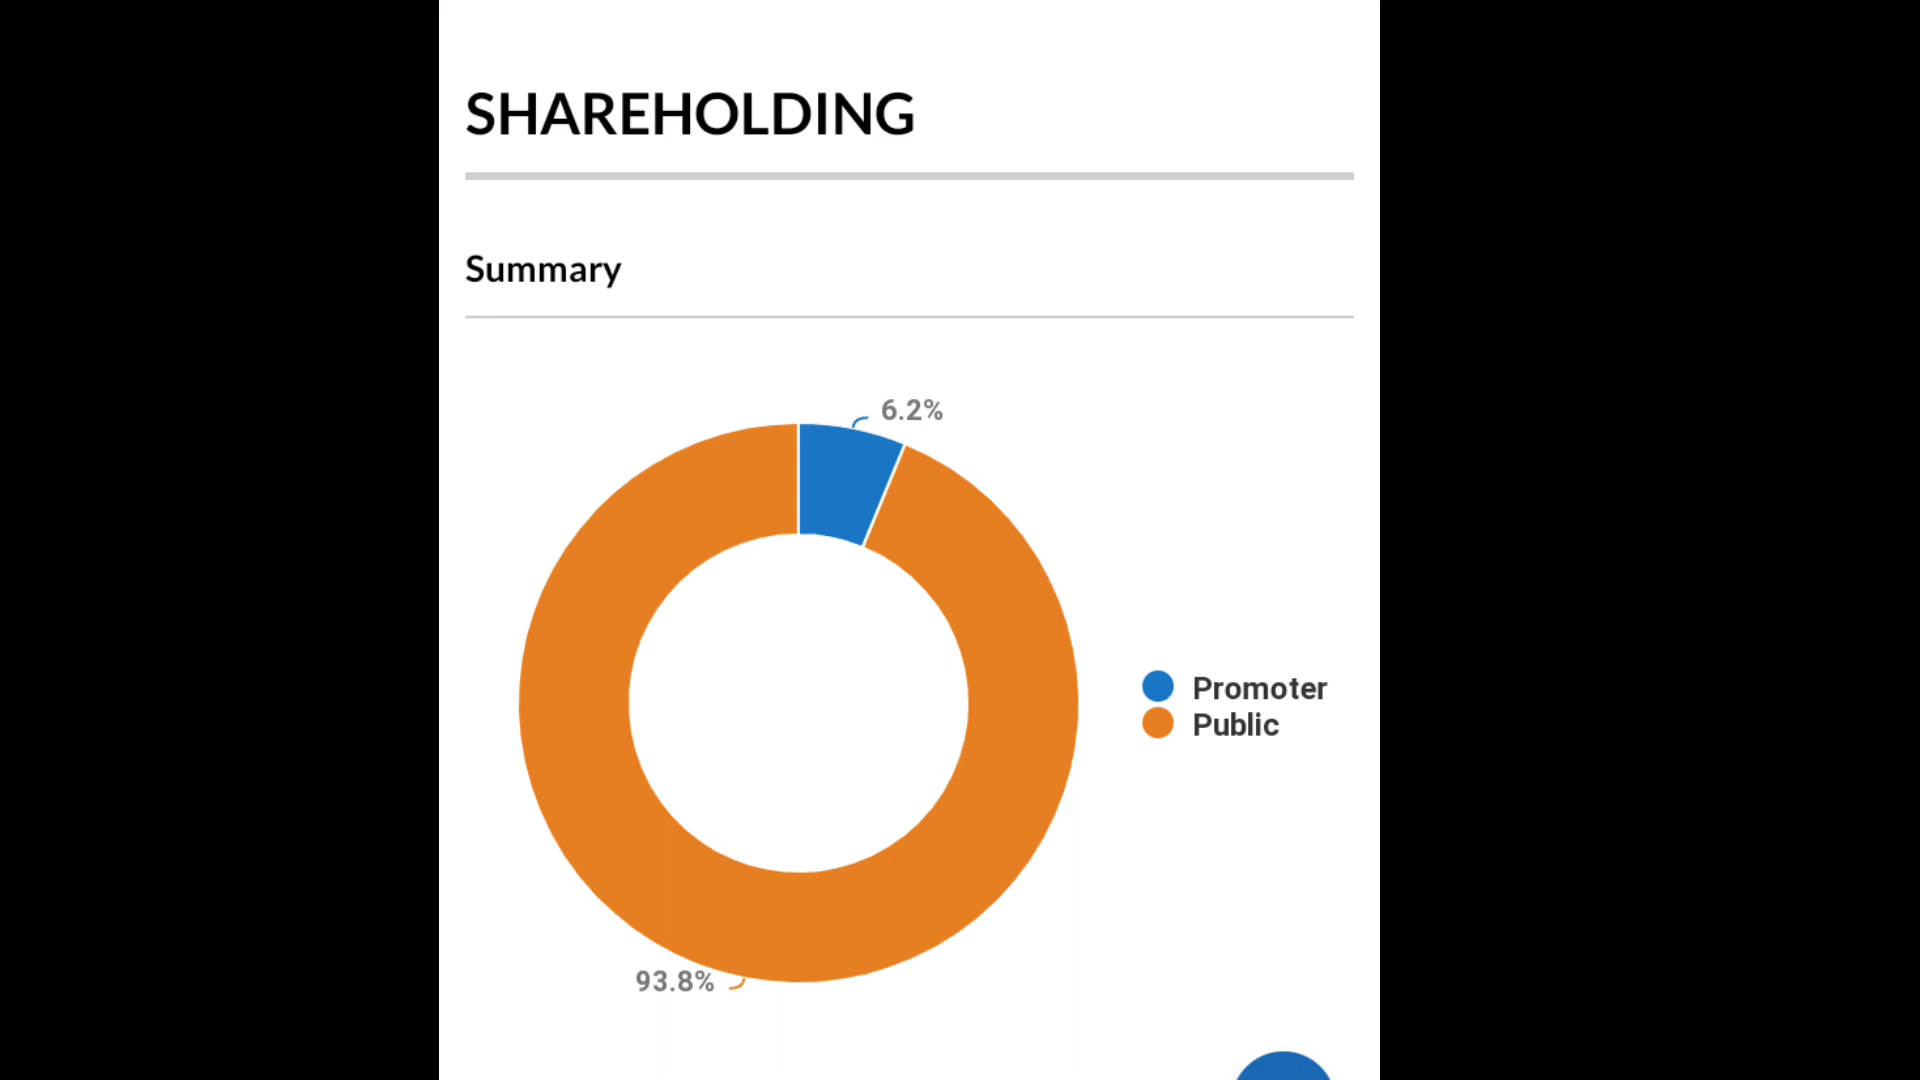 SHAREHOLDING
Summary
6.2%
Promoter
Public
93.8%